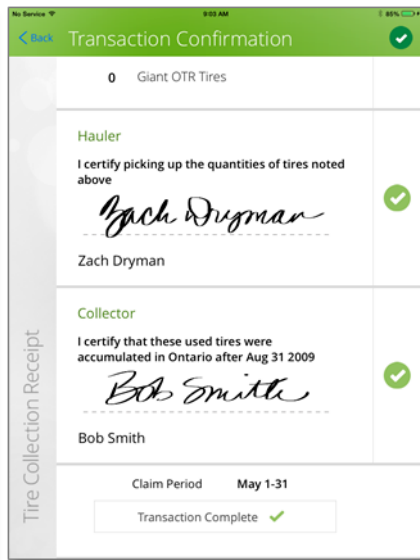 No Service 9:03 AM 85%
Back Transaction Confirmation
0 Giant OTR Tires
Hauler
I certify picking up the quantities of tires noted
above
Zach Dryman
Zach Dryman
Collector
I certify that these used tires were
accumulated in Ontario after Aug 31 2009
Bob Smith
Bob Smith
Tire Collection Receipt
Claim Period May 1-31
Transaction Complete